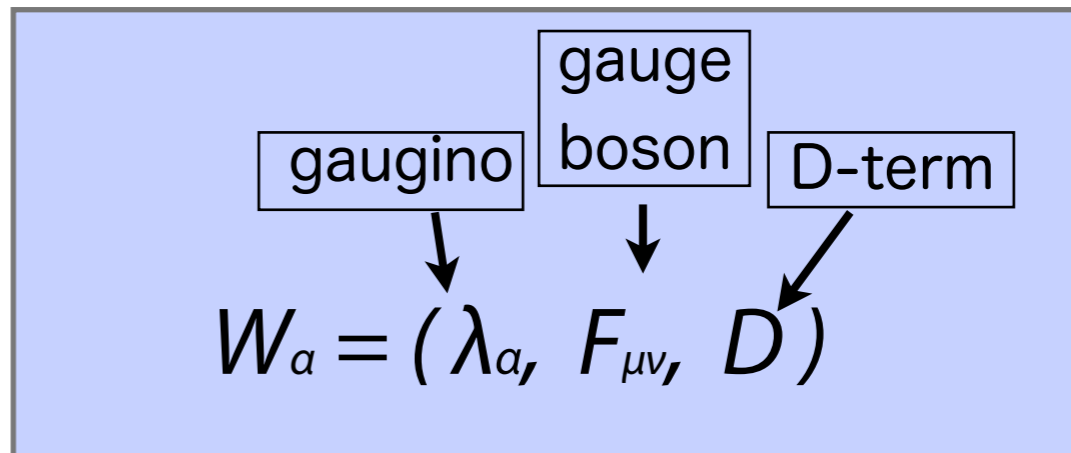 gauge
boson
gaugino
D-term
Wα = ( λα, Fμν, D )